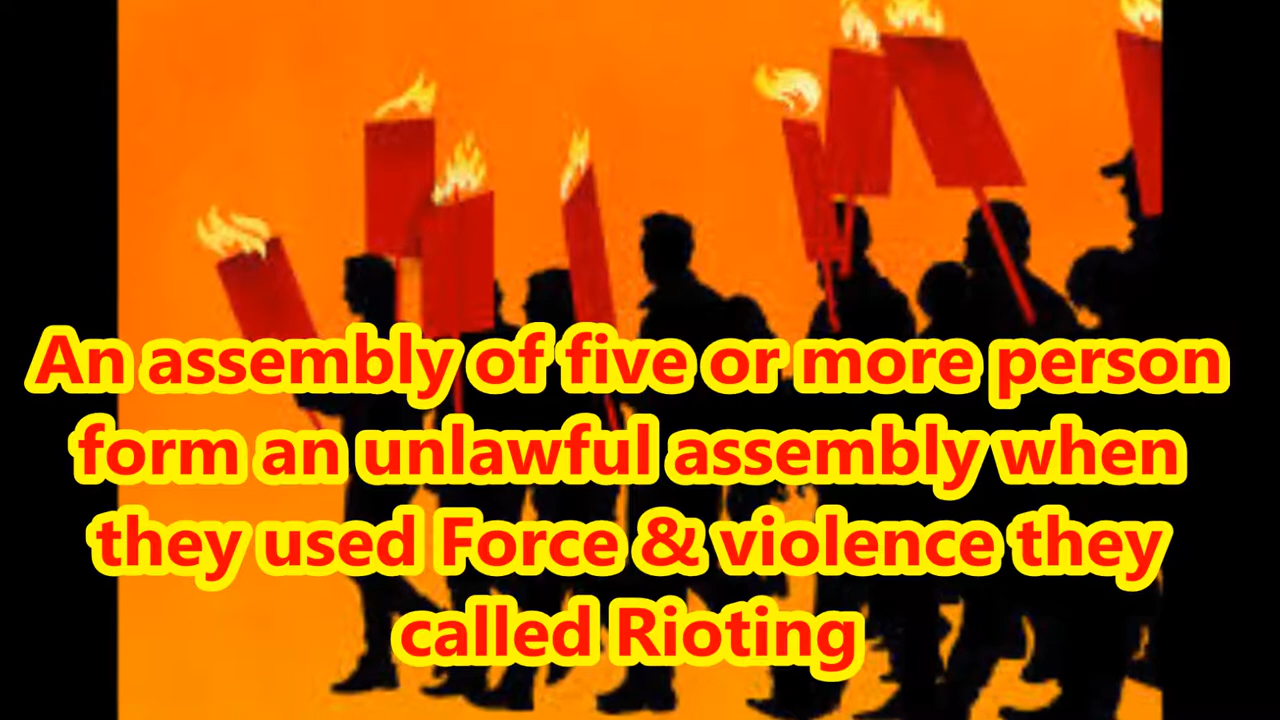 An assembly of five or more person
form an unlawful assembly when
they used Force & violence they
called Rioting